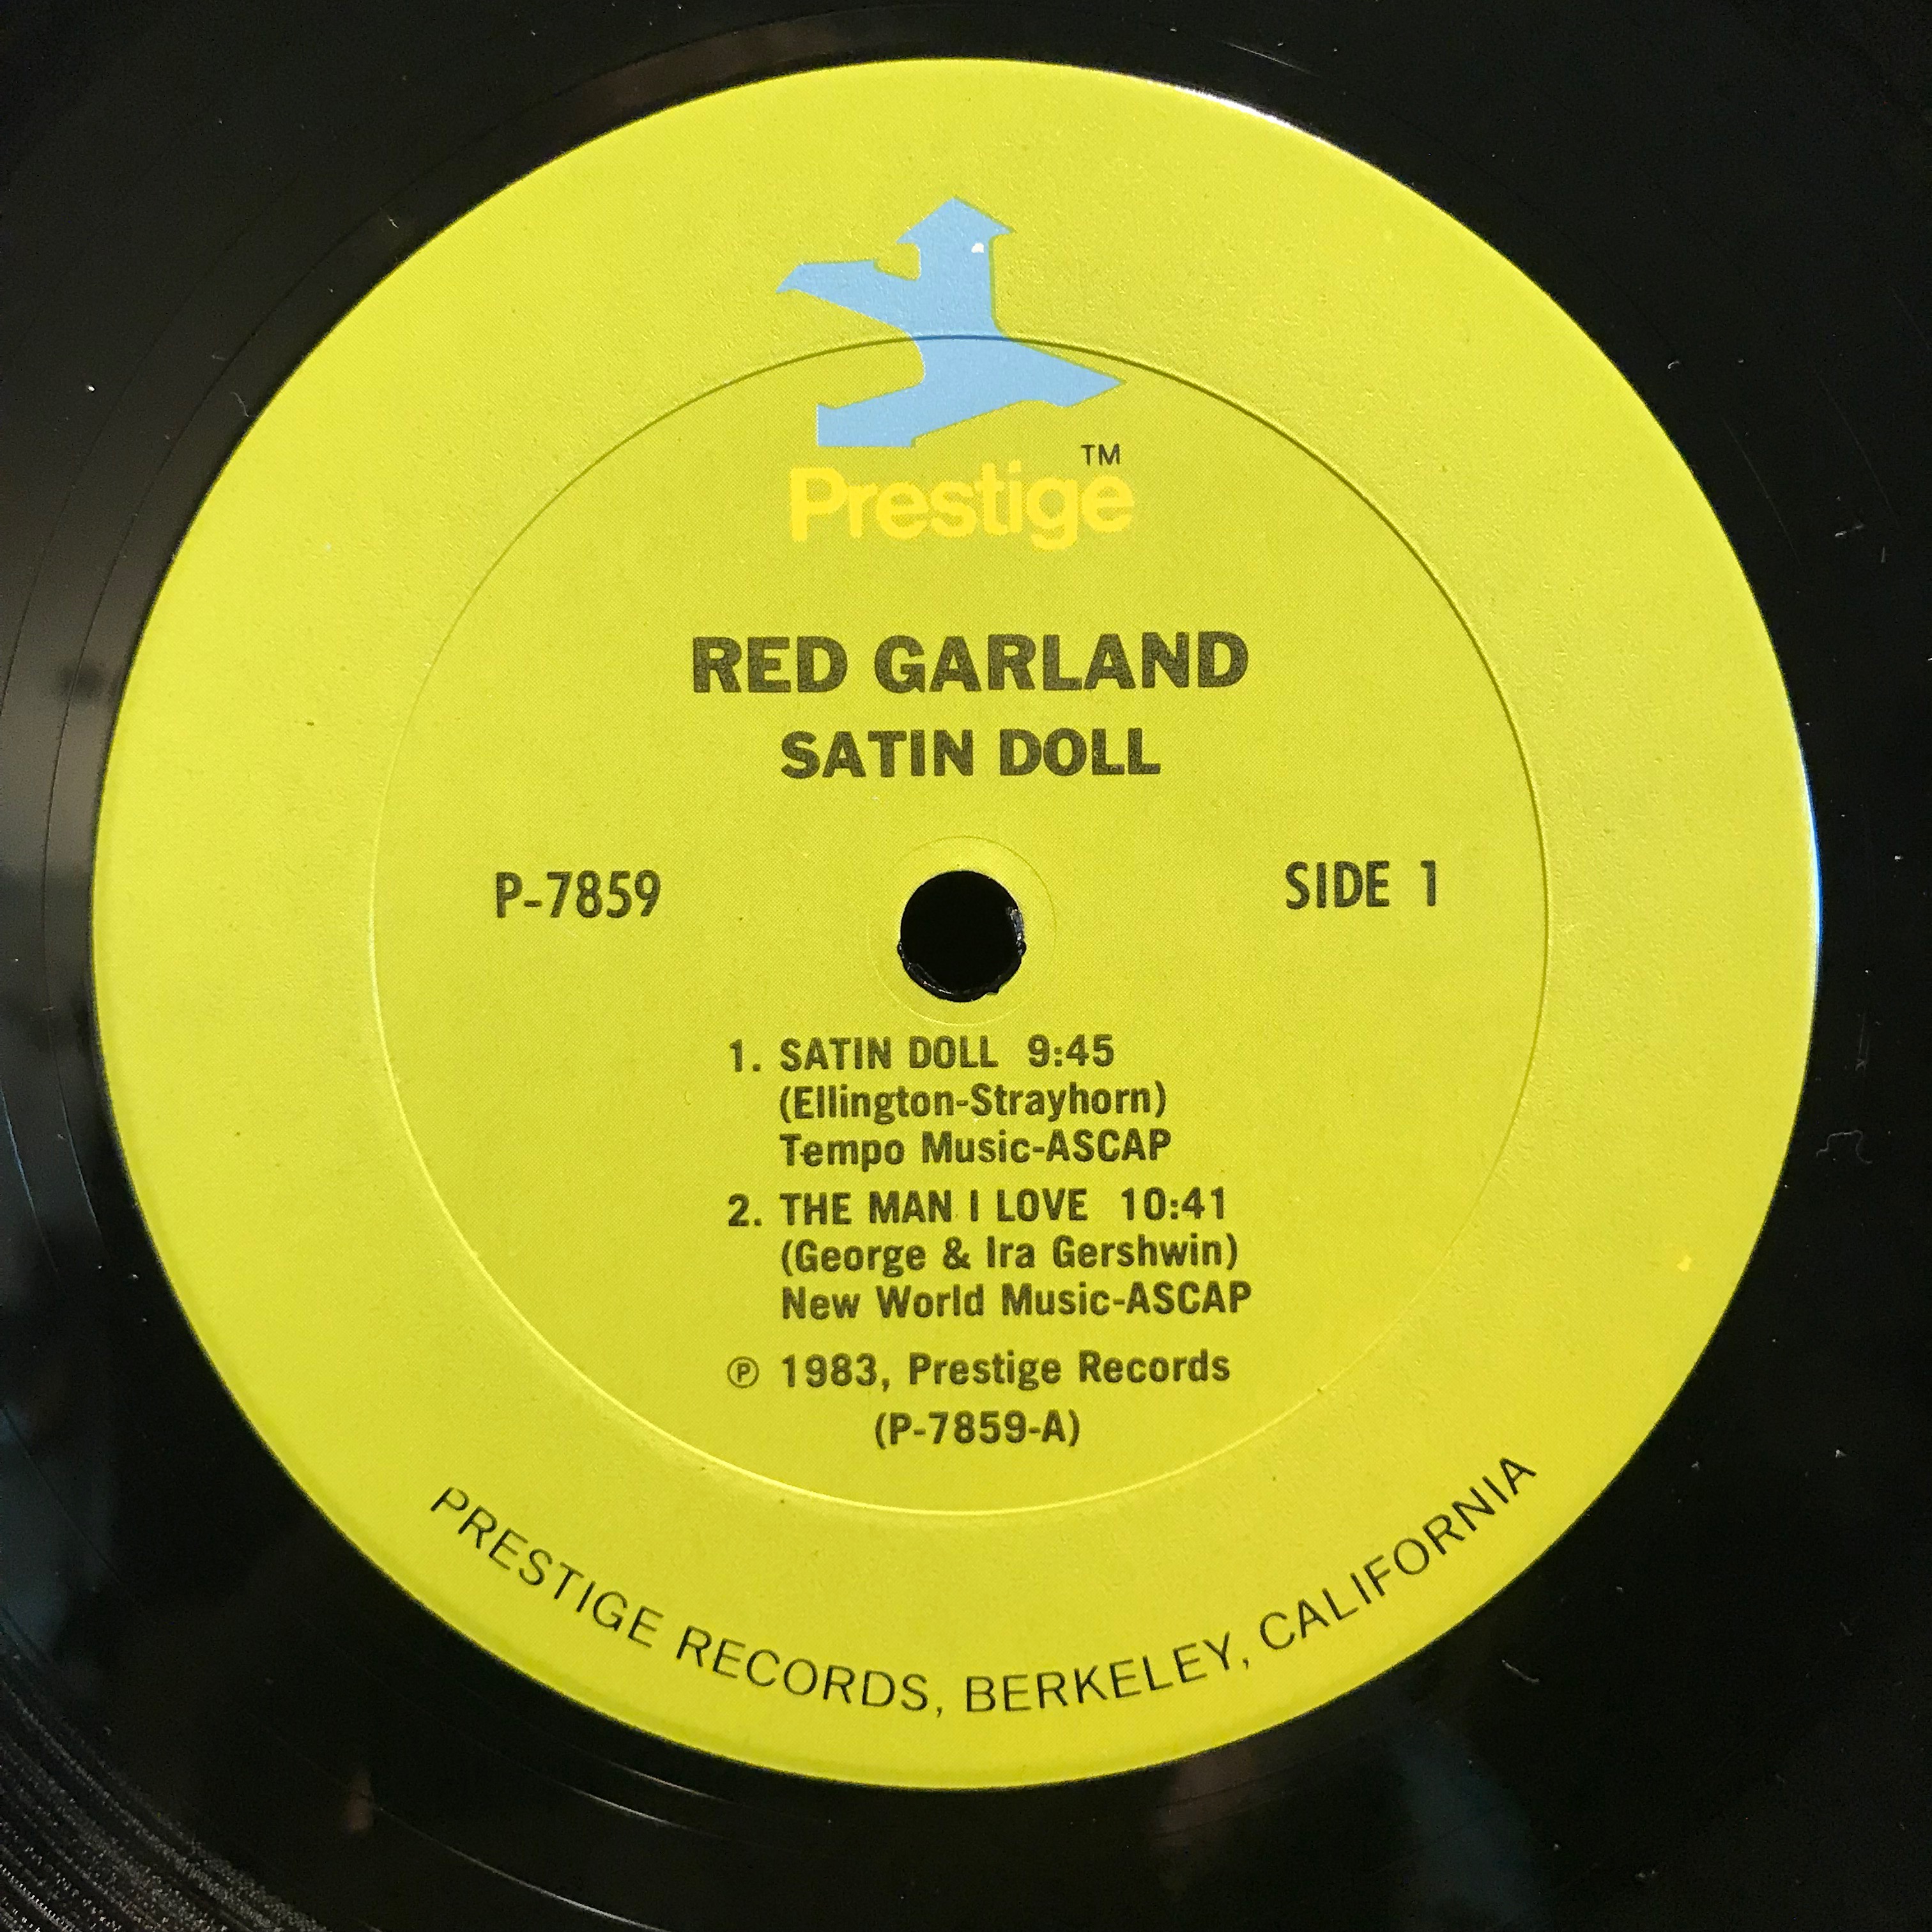 TM
Prestige
RED GARLAND
SATIN DOLL
P-7859
SIDE 1
1. SATIN DOLL 9:45
(Ellington-Strayhorn)
Tempo Music-ASCAP
2. THE MAN I LOVE 10:41
(George & Ira Gershwin)
New World Music-ASCAP
℗ 1983, Prestige Records
(P-7859-A)
PRESTIGE RECORDS, BERKELEY, CALIFORNIA